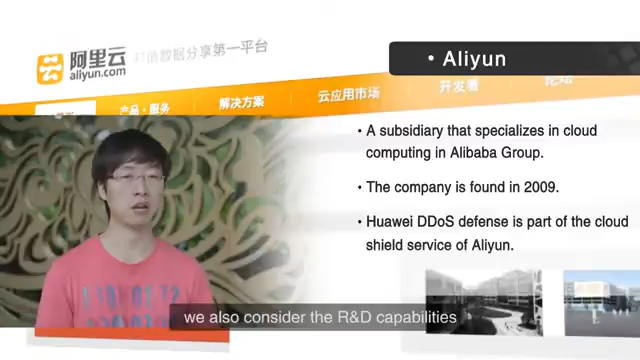 阿里云
aliyun.com
打造数据分享第一平台
• Aliyun
产品·服务
解决方案
云应用市场
开发者
论坛
• A subsidiary that specializes in cloud
computing in Alibaba Group.
• The company is found in 2009.
• Huawei DDoS defense is part of the cloud
shield service of Aliyun.
we also consider the R&D capabilities